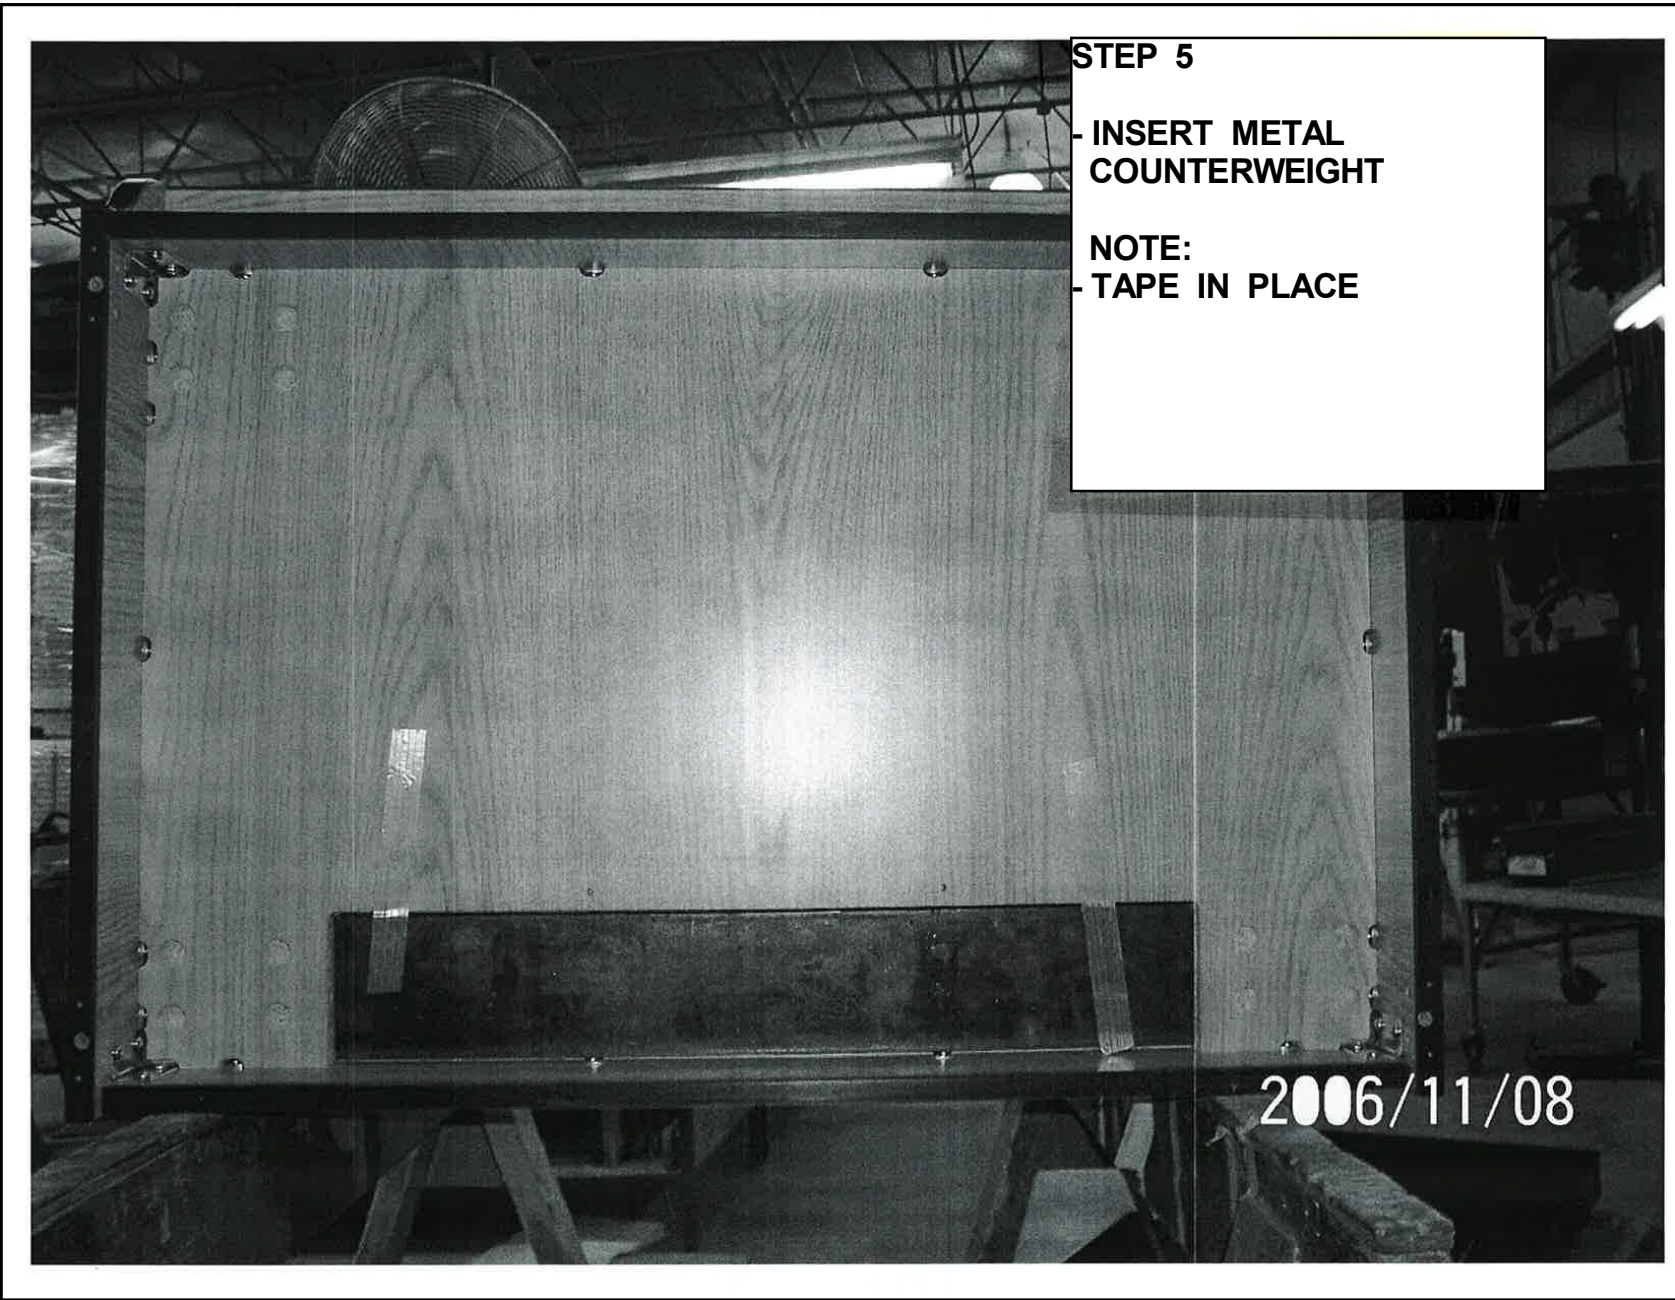 STEP 5
- INSERT METAL
COUNTERWEIGHT
NOTE:
- TAPE IN PLACE
2006/11/08